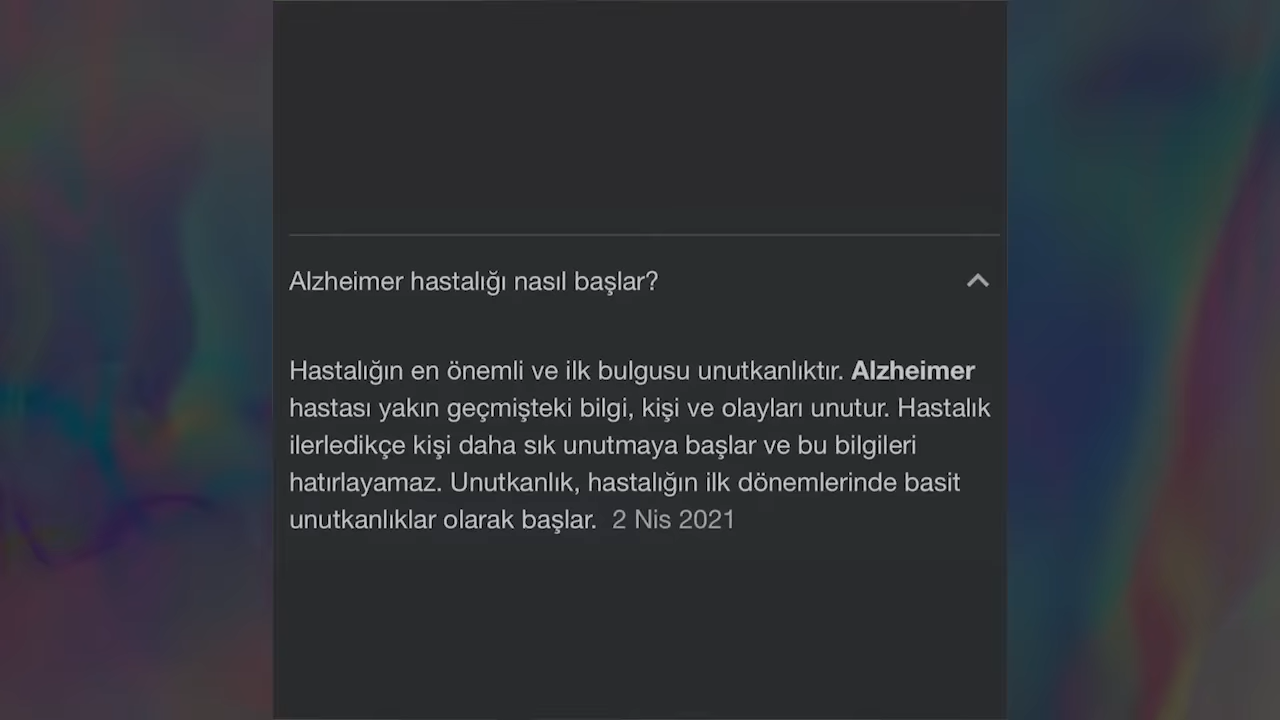 Alzheimer hastalığı nasıl başlar?
Hastalığın en önemli ve ilk bulgusu unutkanlıktır. Alzheimer
hastası yakın geçmişteki bilgi, kişi ve olayları unutur. Hastalık
ilerledikçe kişi daha sık unutmaya başlar ve bu bilgileri
hatırlayamaz. Unutkanlık, hastalığın ilk dönemlerinde basit
unutkanlıklar olarak başlar. 2 Nis 2021